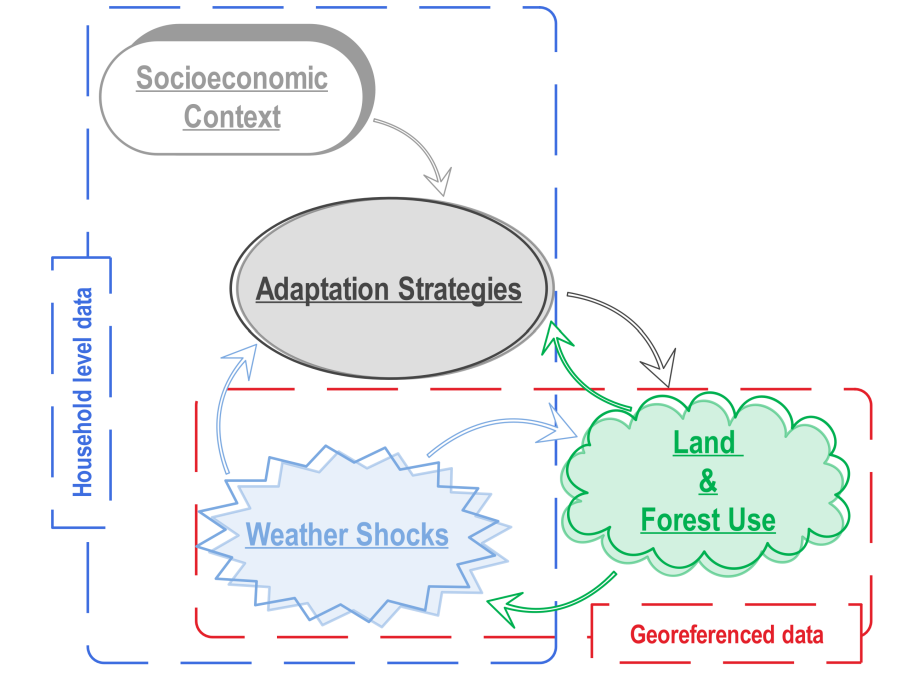 Socioeconomic
Context
Adaptation Strategies
Household level data
Land
&
Forest Use
Weather Shocks
Georeferenced data